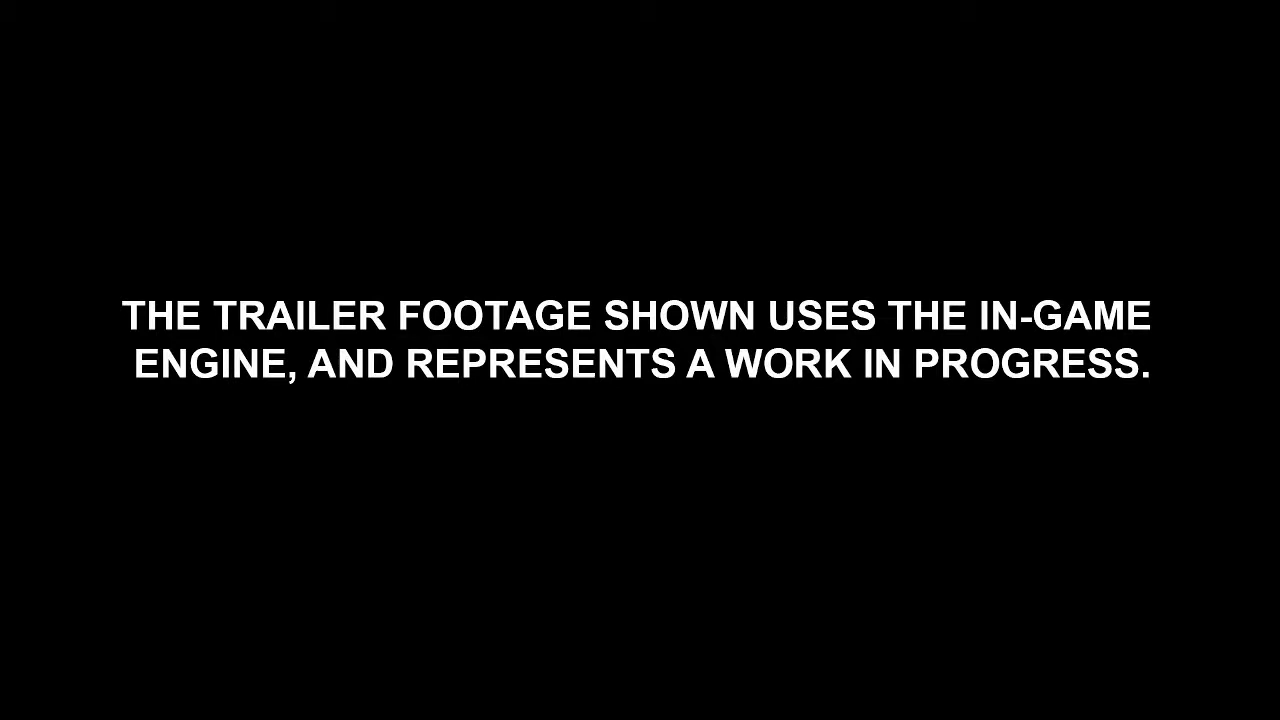 THE TRAILER FOOTAGE SHOWN USES THE IN-GAME
ENGINE, AND REPRESENTS A WORK IN PROGRESS.